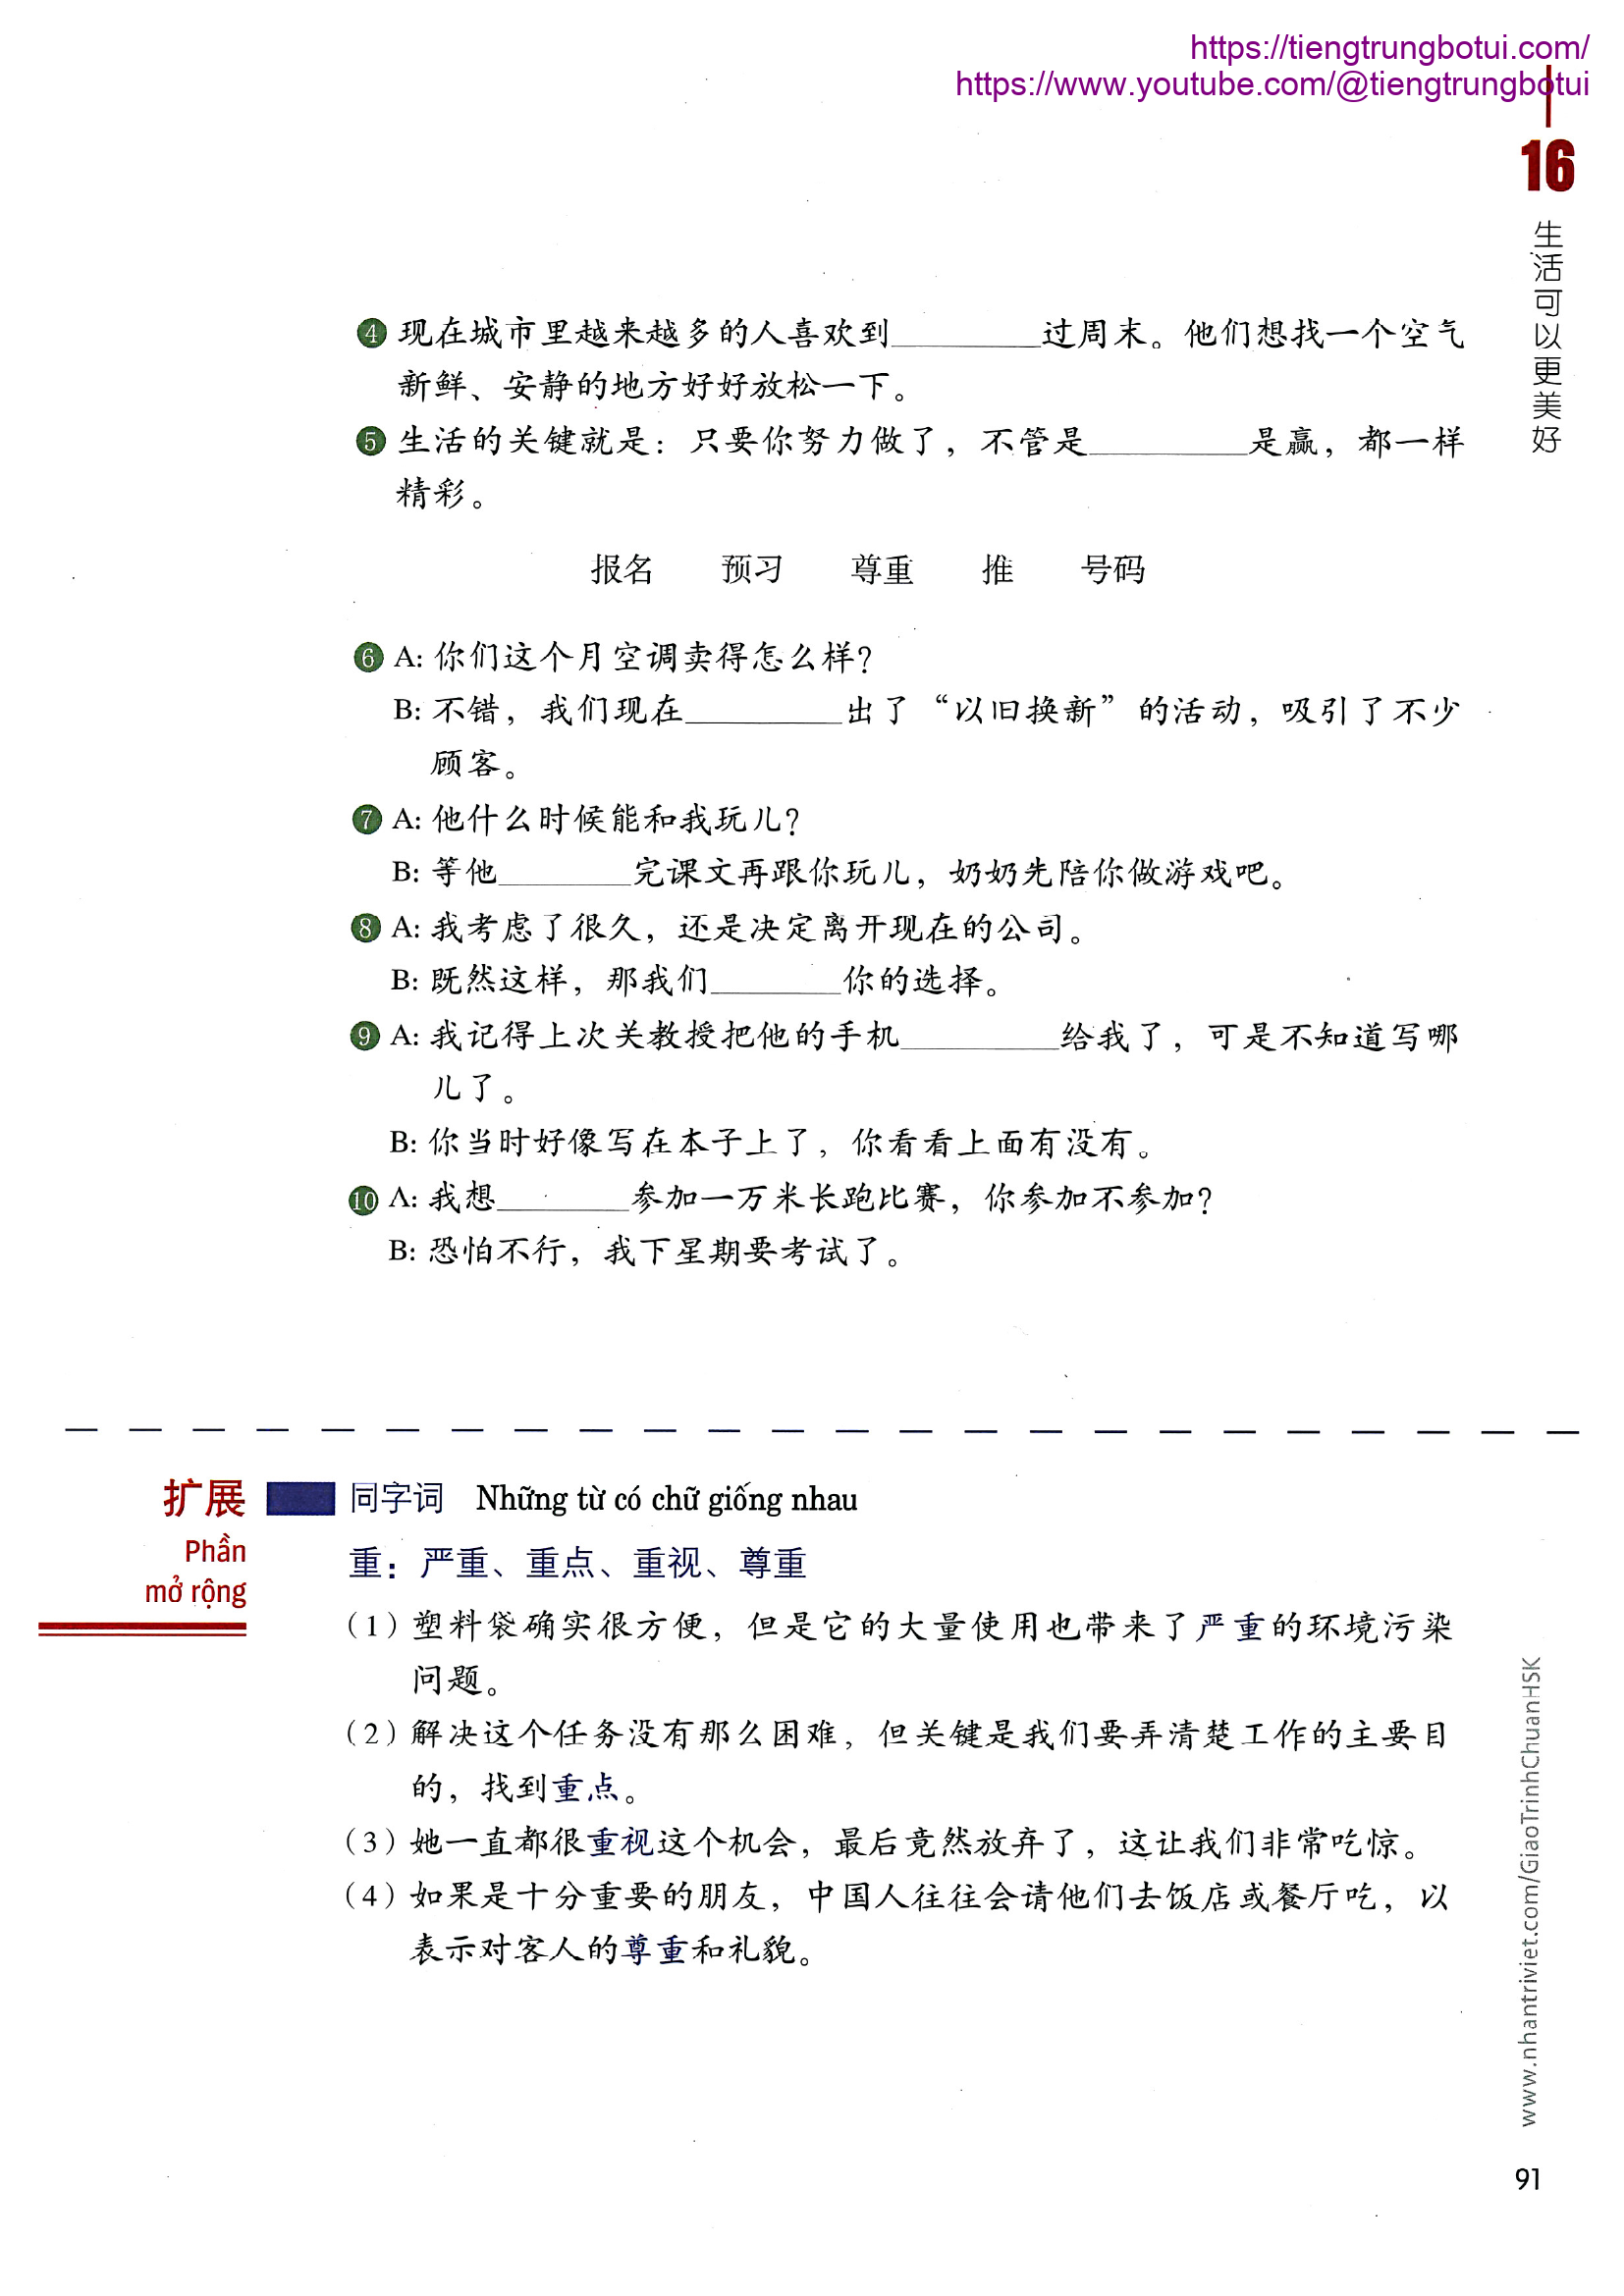 https://tiengtrungbotui.com/
https://www.youtube.com/@tiengtrungbotui
16
生活可以更美好
④ 现在城市里越来越多的人喜欢到________过周末。他们想找一个空气
新鲜、安静的地方好好放松一下。
⑤ 生活的关键就是：只要你努力做了，不管是________是赢，都一样
精彩。
报名 预习 尊重 推 号码
⑥ A: 你们这个月空调卖得怎么样？
B: 不错，我们现在________出了“以旧换新”的活动，吸引了不少
顾客。
⑦ A: 他什么时候能和我玩儿？
B: 等他________完课文再跟你玩儿，奶奶先陪你做游戏吧。
⑧ A: 我考虑了很久，还是决定离开现在的公司。
B: 既然这样，那我们________你的选择。
⑨ A: 我记得上次关教授把他的手机________给我了，可是不知道写哪
儿了。
B: 你当时好像写在本子上了，你看看上面有没有。
⑩ A: 我想________参加一万米长跑比赛，你参加不参加？
B: 恐怕不行，我下星期要考试了。
扩展
Phần
mở rộng
同字词 Những từ có chữ giống nhau
重：严重、重点、重视、尊重
（1）塑料袋确实很方便，但是它的大量使用也带来了严重的环境污染
问题。
（2）解决这个任务没有那么困难，但关键是我们要弄清楚工作的主要目
的，找到重点。
（3）她一直都很重视这个机会，最后竟然放弃了，这让我们非常吃惊。
（4）如果是十分重要的朋友，中国人往往会请他们去饭店或餐厅吃，以
表示对客人的尊重和礼貌。
www.nhantriviet.com/GiaoTrinhChuanHSK
91